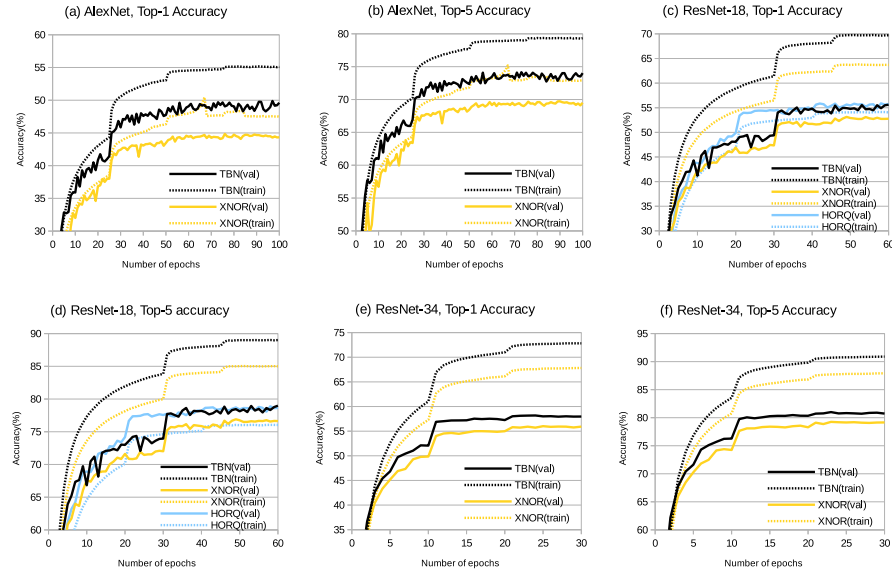 (a) AlexNet, Top-1 Accuracy
60
55
50
45
40
35
30
Accuracy(%)
0 10 20 30 40 50 60 70 80 90 100
Number of epochs
TBN(val)
TBN(train)
XNOR(val)
XNOR(train)
(b) AlexNet, Top-5 Accuracy
80
75
70
65
60
55
50
Accuracy(%)
0 10 20 30 40 50 60 70 80 90 100
Number of epochs
TBN(val)
TBN(train)
XNOR(val)
XNOR(train)
(c) ResNet-18, Top-1 Accuracy
70
65
60
55
50
45
40
35
30
Accuracy(%)
0 10 20 30 40 50 60
Number of epochs
TBN(val)
TBN(train)
XNOR(val)
XNOR(train)
HORQ(val)
HORQ(train)
(d) ResNet-18, Top-5 accuracy
90
85
80
75
70
65
60
Accuracy(%)
0 10 20 30 40 50 60
Number of epochs
TBN(val)
TBN(train)
XNOR(val)
XNOR(train)
HORQ(val)
HORQ(train)
(e) ResNet-34, Top-1 Accuracy
75
70
65
60
55
50
45
40
35
Accuracy(%)
0 5 10 15 20 25 30
Number of epochs
TBN(val)
TBN(train)
XNOR(val)
XNOR(train)
(f) ResNet-34, Top-5 Accuracy
95
90
85
80
75
70
65
60
Accuracy(%)
0 5 10 15 20 25 30
Number of epochs
TBN(val)
TBN(train)
XNOR(val)
XNOR(train)